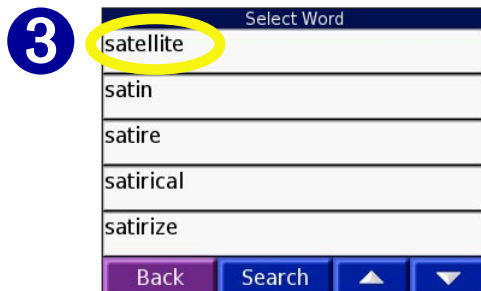 3
Select Word
satellite
satin
satire
satirical
satirize
Back Search